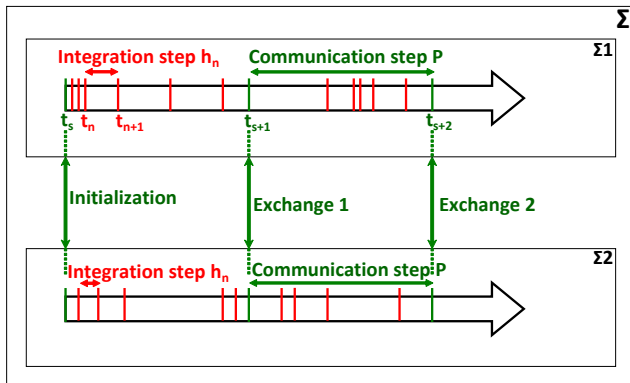 Σ
Σ1
Integration step hₙ
Communication step P
tₛ
tₙ
tₙ₊₁
tₛ₊₁
tₛ₊₂
Initialization
Exchange 1
Exchange 2
Σ2
Integration step hₙ
Communication step P